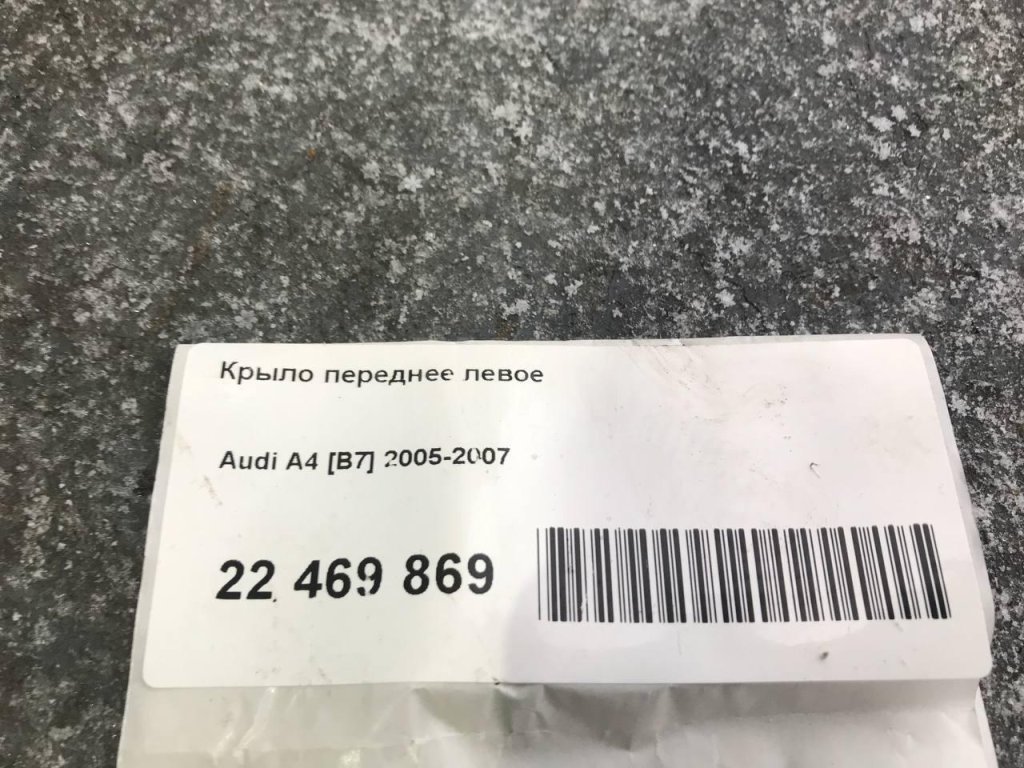 Крыло переднее левое
Audi A4 [B7] 2005-2007
22 469 869